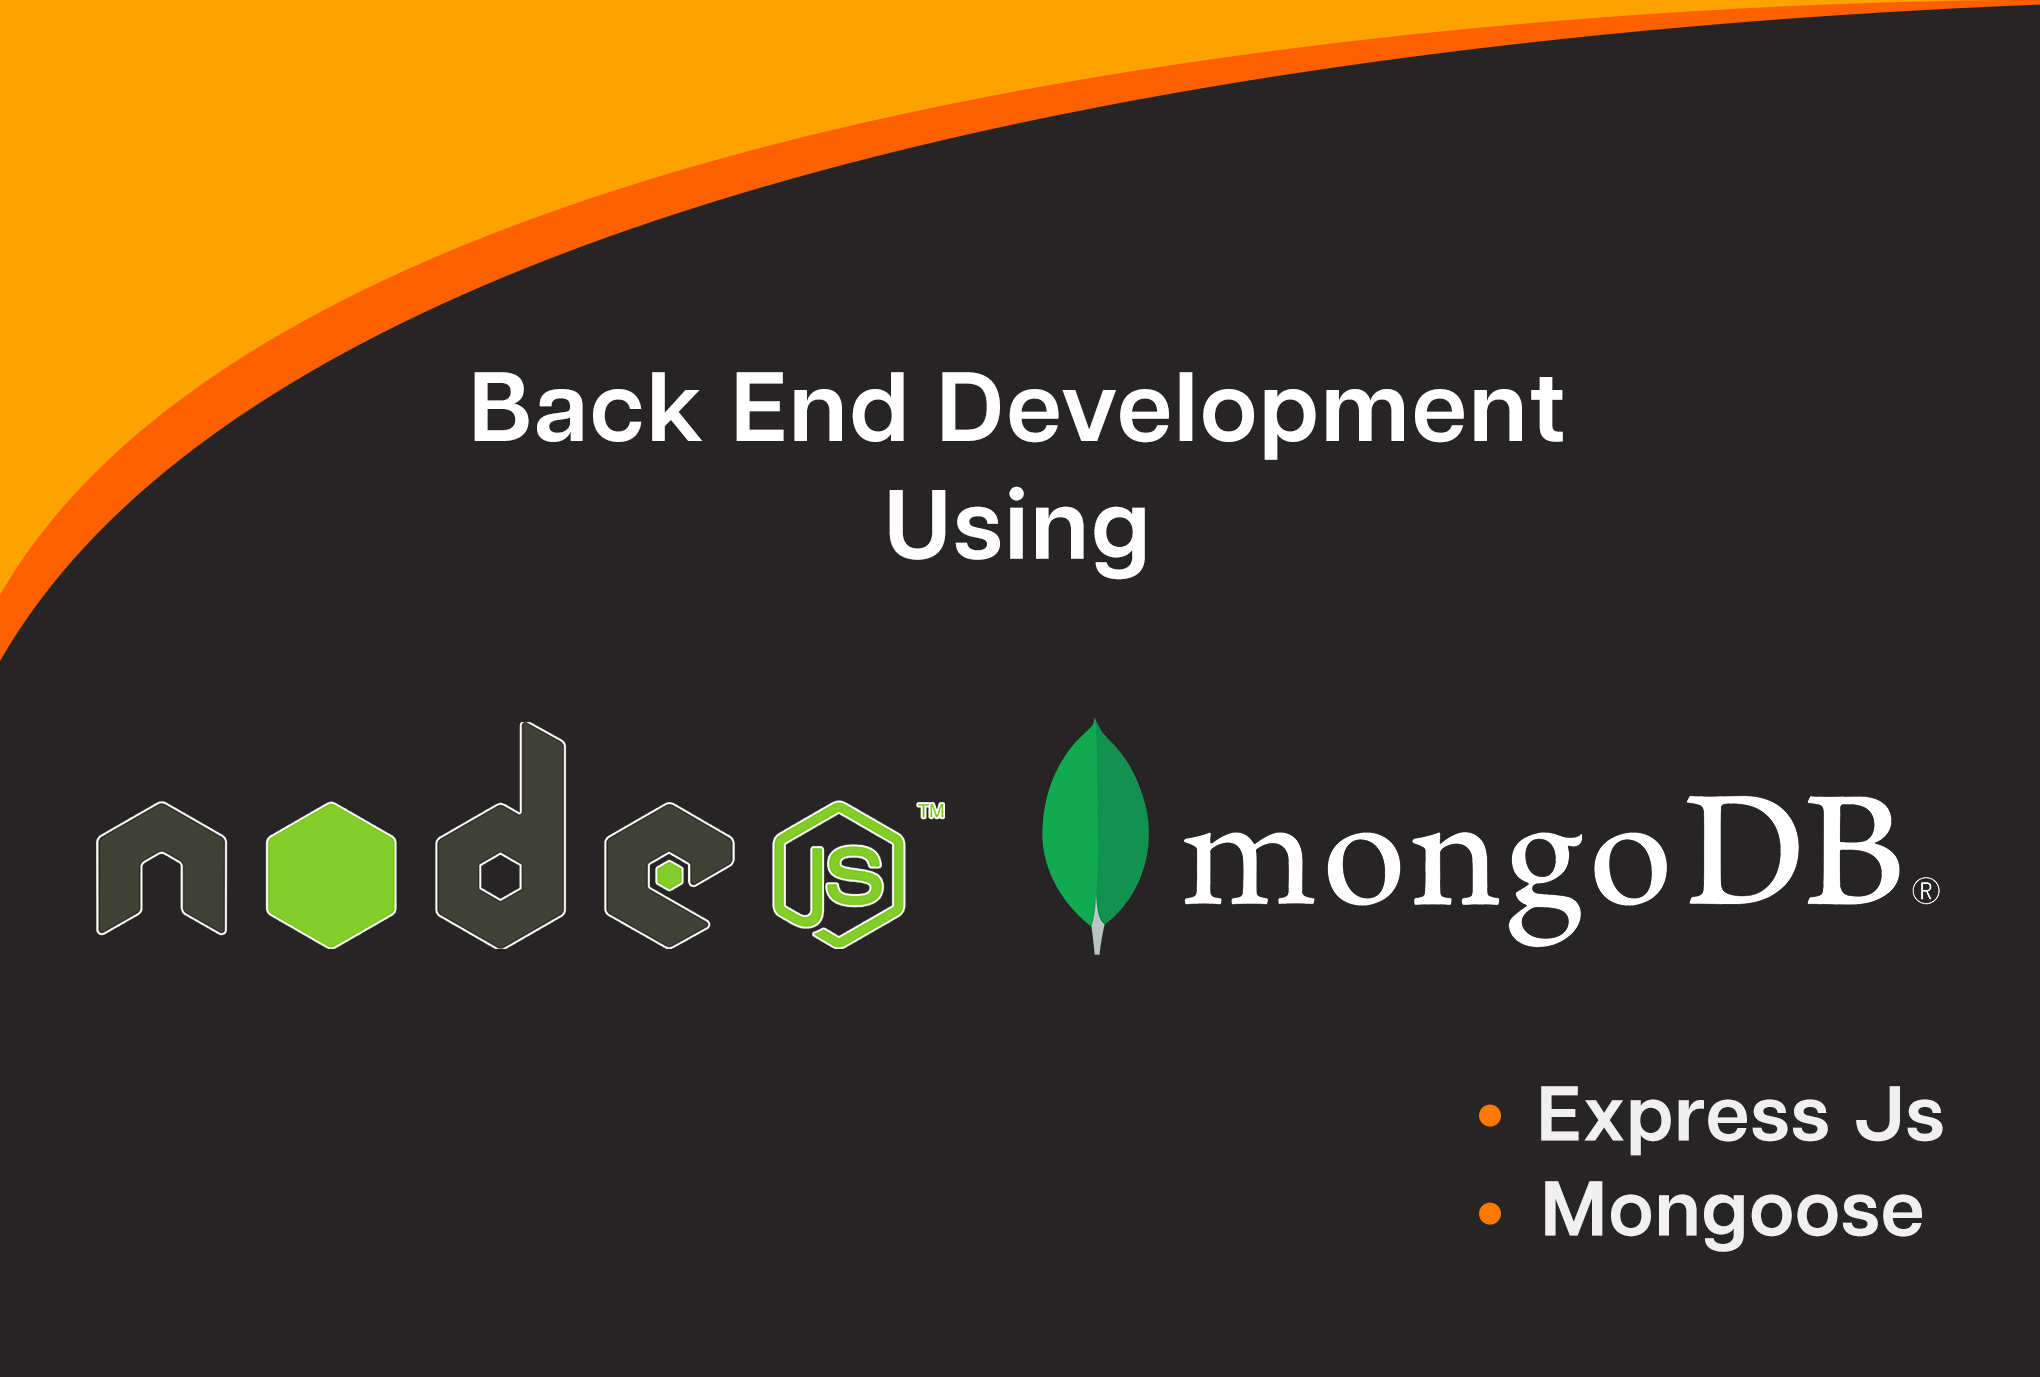 Back End Development
Using
node JS ™
mongoDB®
• Express Js
• Mongoose